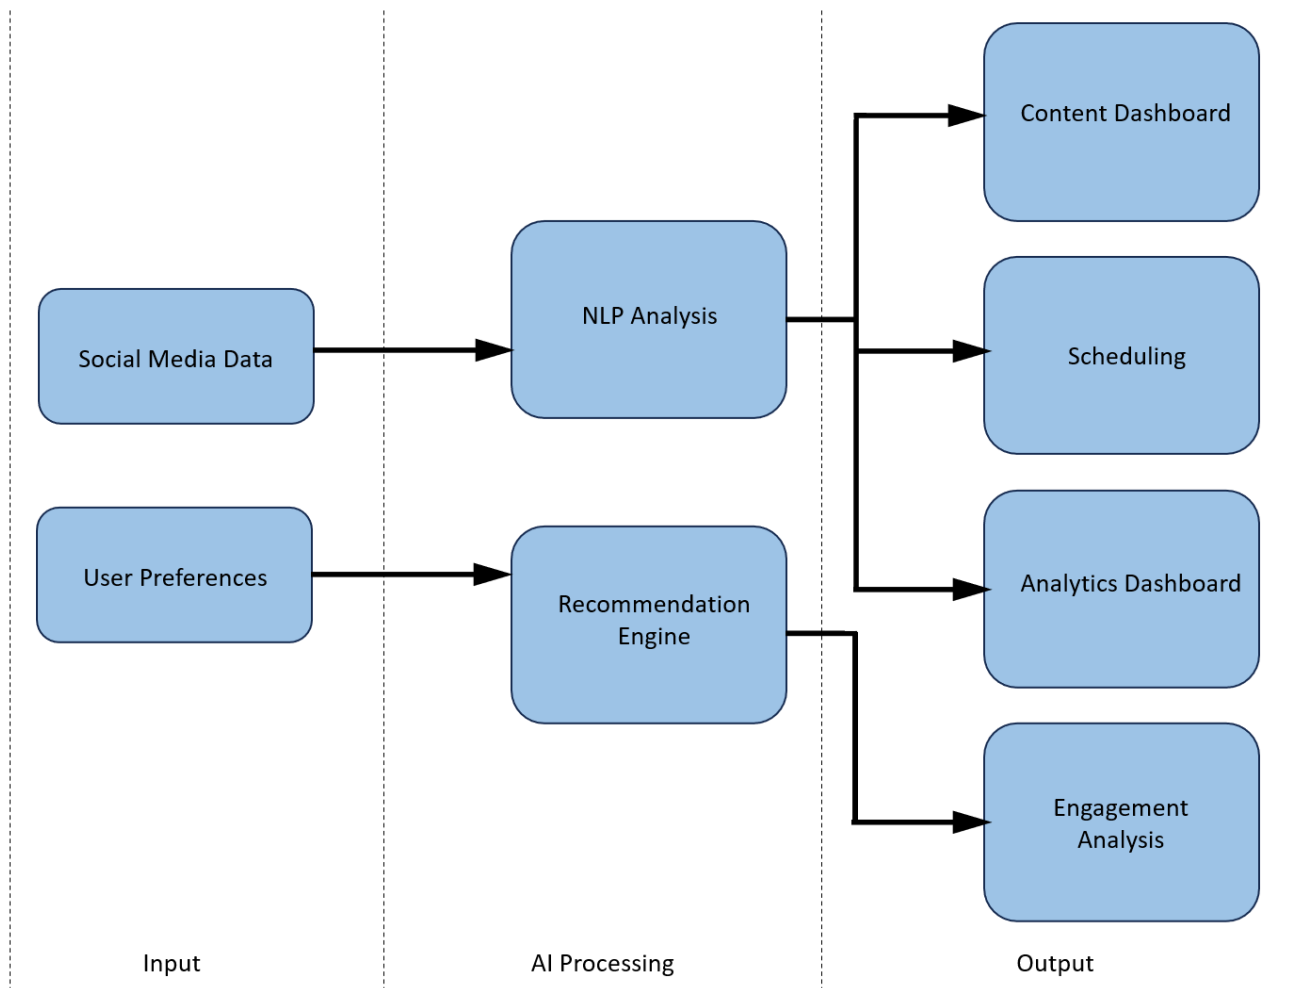 Content Dashboard
NLP Analysis
Social Media Data
Scheduling
User Preferences
Recommendation
Engine
Analytics Dashboard
Engagement
Analysis
Input
AI Processing
Output